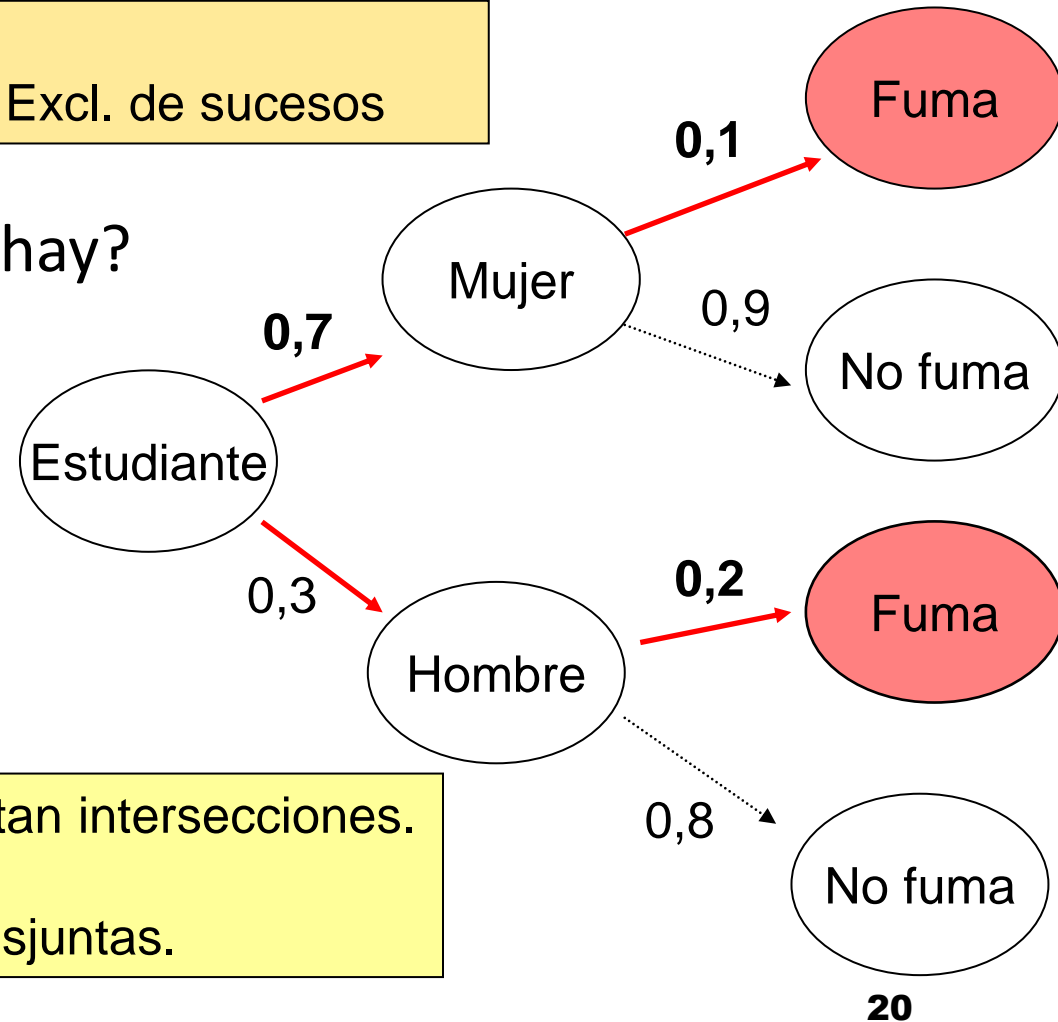 Excl. de sucesos
hay?
Fuma
0,1
Mujer
0,9
0,7
No fuma
Estudiante
0,3
0,2
Fuma
Hombre
tan intersecciones.
0,8
No fuma
sjuntas.
20